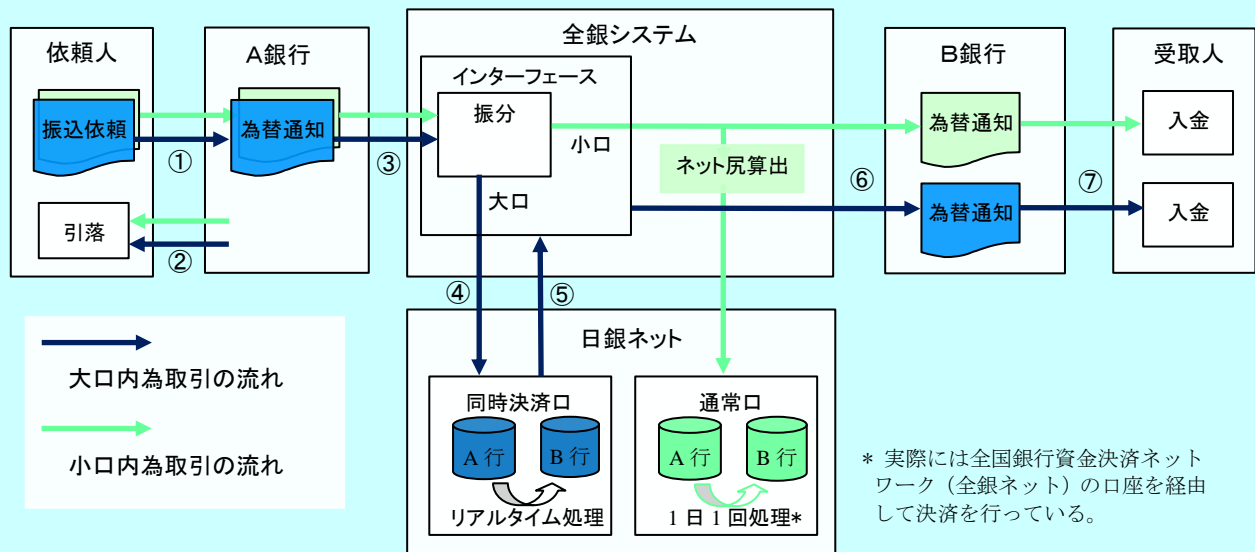 依頼人
振込依頼
①
引落
②
A銀行
為替通知
③
全銀システム
インターフェース
振分
小口
大口
ネット尻算出
④
⑤
⑥
B銀行
為替通知
為替通知
⑦
受取人
入金
入金
日銀ネット
同時決済口
A 行
B 行
リアルタイム処理
通常口
A 行
B 行
1 日 1 回処理*
大口内為取引の流れ
小口内為取引の流れ
* 実際には全国銀行資金決済ネット
ワーク（全銀ネット）の口座を経由
して決済を行っている。